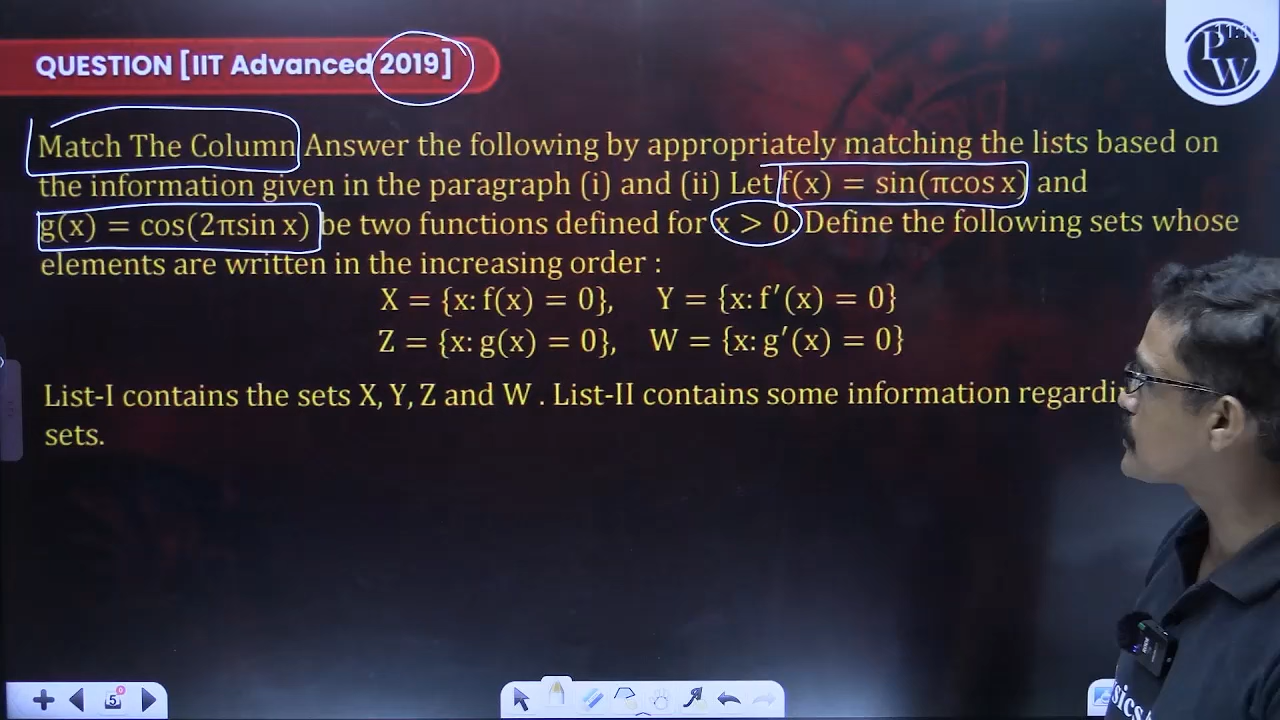 QUESTION [IIT Advanced 2019]
Match The Column Answer the following by appropriately matching the lists based on
the information given in the paragraph (i) and (ii) Let f(x) = sin(πcos x) and
g(x) = cos(2πsin x) be two functions defined for x > 0. Define the following sets whose
elements are written in the increasing order :
X = {x: f(x) = 0}, Y = {x: f′(x) = 0}
Z = {x: g(x) = 0}, W = {x: g′(x) = 0}
List-I contains the sets X, Y, Z and W . List-II contains some information
sets.
PW
5
0